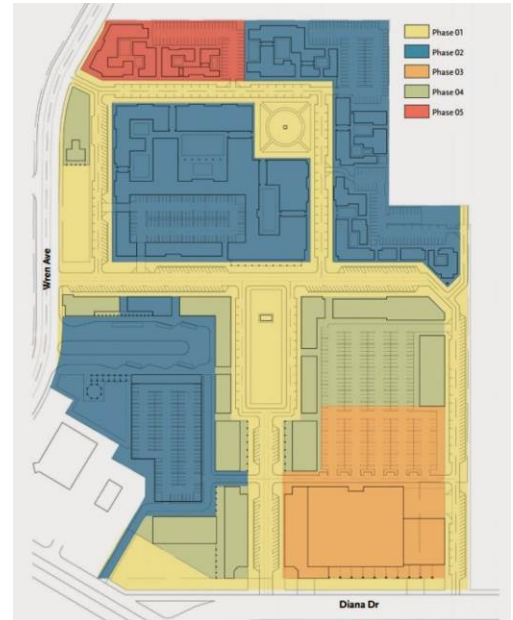 Phase 01
Phase 02
Phase 03
Phase 04
Phase 05
Wren Ave
Diana Dr